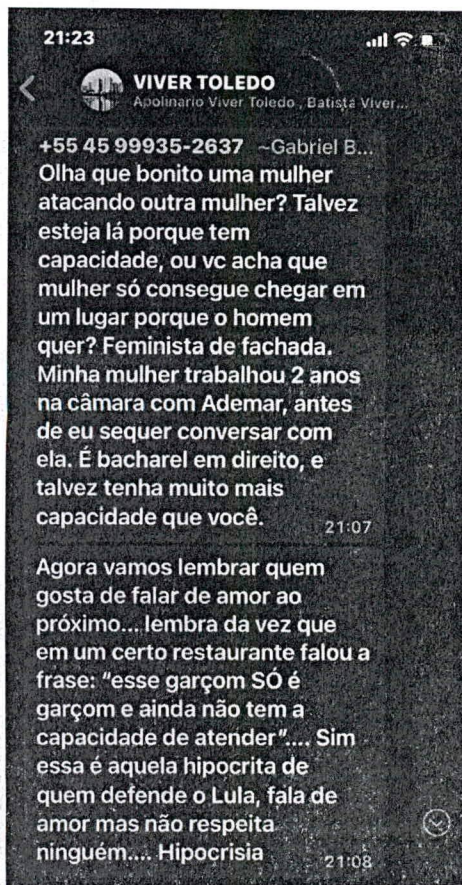 21:23
VIVER TOLEDO
Apolinario Viver Toledo , Batista Viver...
+55 45 99935-2637 ~Gabriel B...
Olha que bonito uma mulher
atacando outra mulher? Talvez
esteja lá porque tem
capacidade, ou vc acha que
mulher só consegue chegar em
um lugar porque o homem
quer? Feminista de fachada.
Minha mulher trabalhou 2 anos
na câmara com Ademar, antes
de eu sequer conversar com
ela. É bacharel em direito, e
talvez tenha muito mais
capacidade que você.
21:07
Agora vamos lembrar quem
gosta de falar de amor ao
próximo... lembra da vez que
em um certo restaurante falou a
frase: "esse garçom SÓ é
garçom e ainda não tem a
capacidade de atender".... Sim
essa é aquela hipocrita de
quem defende o Lula, fala de
amor mas não respeita
ninguém.... Hipocrisia
21:08